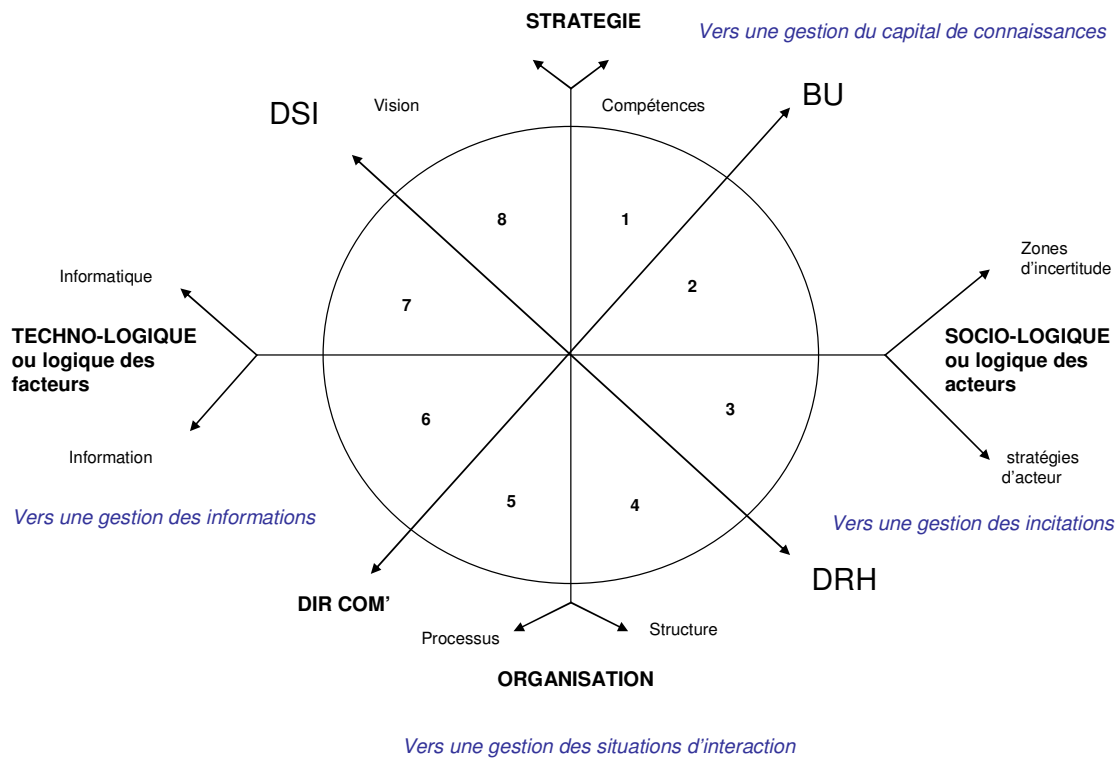 STRATEGIE
Vers une gestion du capital de connaissances
DSI
Vision
Compétences
BU
8
1
Informatique
7
2
Zones
d'incertitude
TECHNO-LOGIQUE
ou logique des
facteurs
SOCIO-LOGIQUE
ou logique des
acteurs
6
3
Information
stratégies
d'acteur
5
4
Vers une gestion des informations
Vers une gestion des incitations
DIR COM’
DRH
Processus
Structure
ORGANISATION
Vers une gestion des situations d’interaction